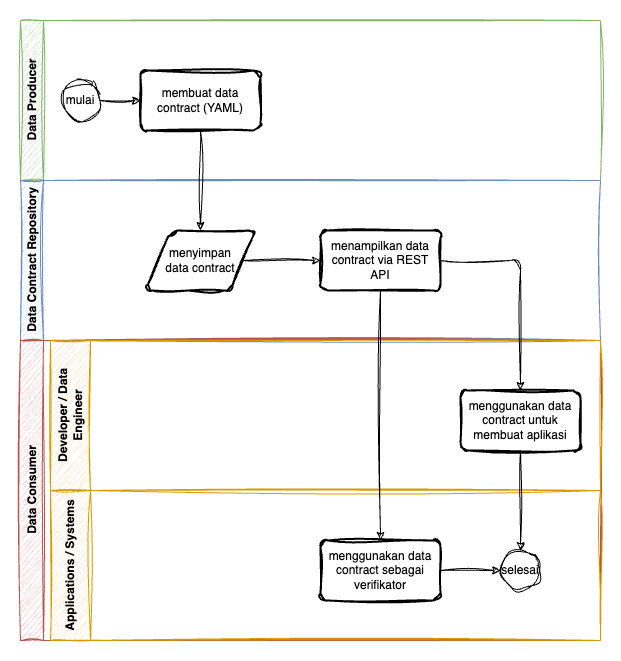 Data Producer
mulai
membuat data
contract (YAML)
Data Contract Repository
menyimpan
data contract
menampilkan data
contract via REST
API
Data Consumer
Developer / Data
Engineer
menggunakan data
contract untuk
membuat aplikasi
Applications / Systems
menggunakan data
contract sebagai
verifikator
selesai